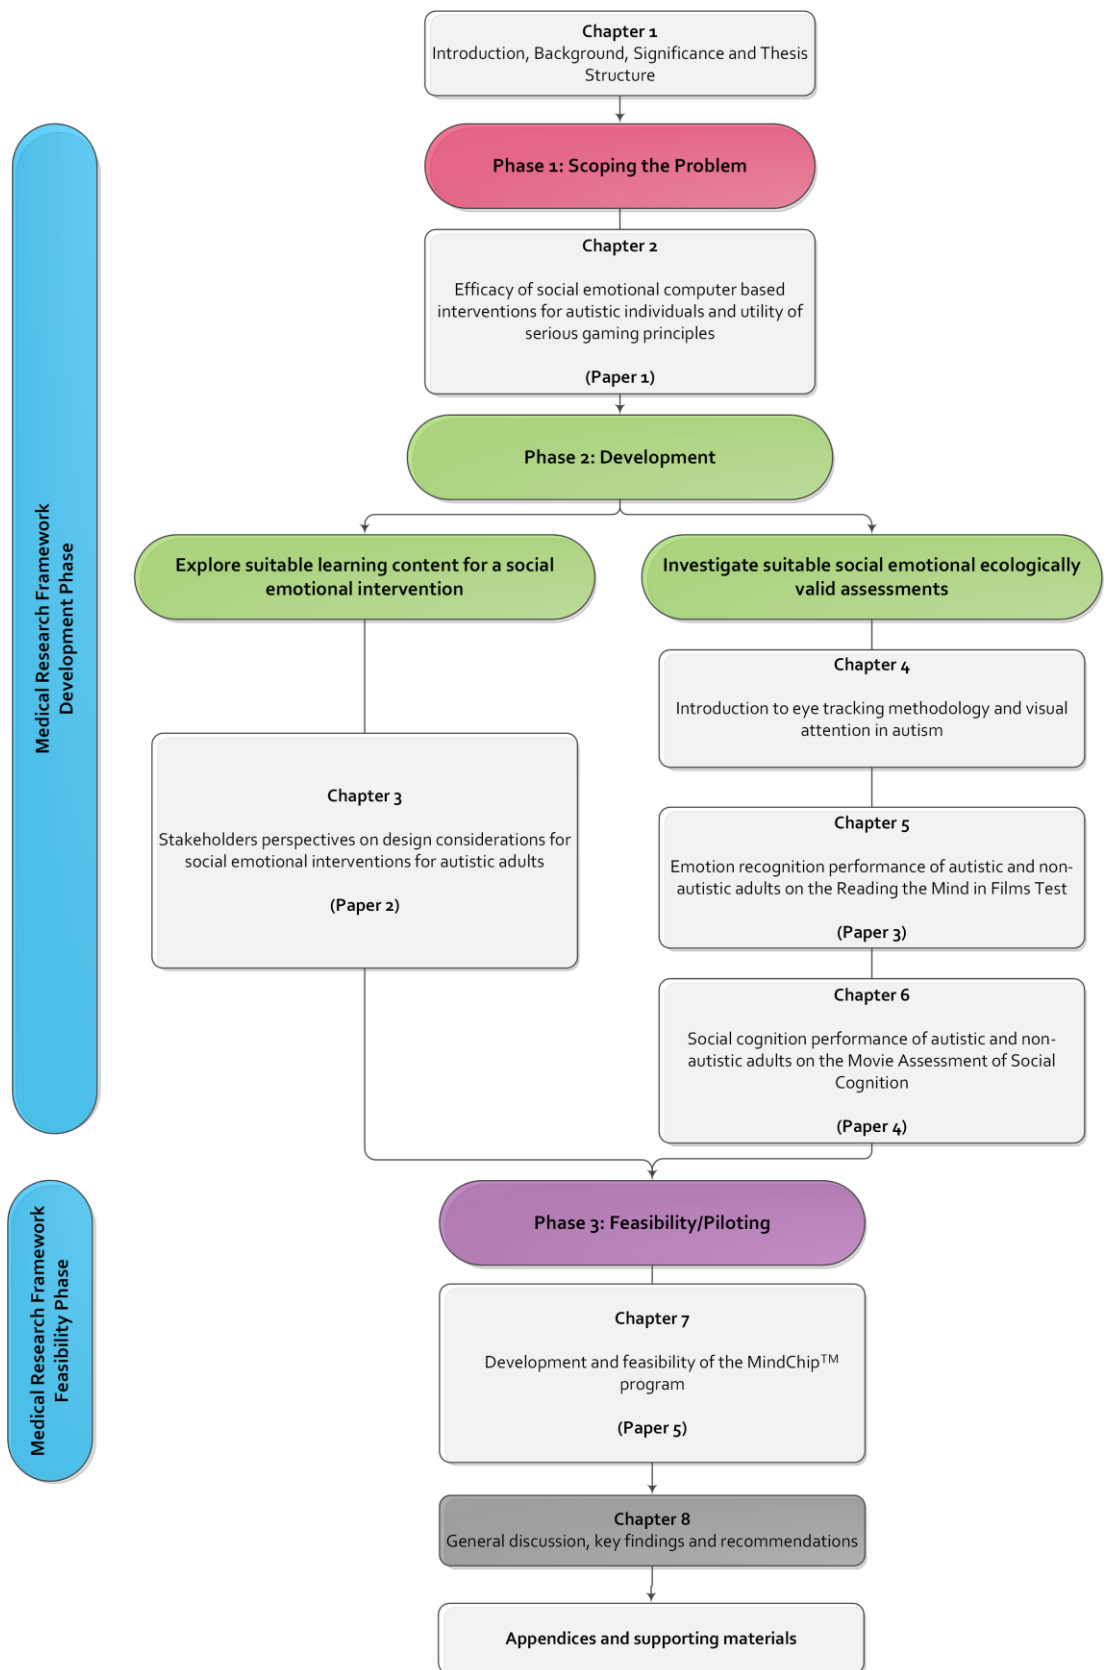 Chapter 1
Introduction, Background, Significance and Thesis
Structure
Phase 1: Scoping the Problem
Chapter 2
Efficacy of social emotional computer based
interventions for autistic individuals and utility of
serious gaming principles
(Paper 1)
Phase 2: Development
Explore suitable learning content for a social
emotional intervention
Investigate suitable social emotional ecologically
valid assessments
Chapter 3
Stakeholders perspectives on design considerations for
social emotional interventions for autistic adults
(Paper 2)
Chapter 4
Introduction to eye tracking methodology and visual
attention in autism
Chapter 5
Emotion recognition performance of autistic and non-
autistic adults on the Reading the Mind in Films Test
(Paper 3)
Chapter 6
Social cognition performance of autistic and non-
autistic adults on the Movie Assessment of Social
Cognition
(Paper 4)
Medical Research Framework
Development Phase
Phase 3: Feasibility/Piloting
Chapter 7
Development and feasibility of the MindChip™
program
(Paper 5)
Medical Research Framework
Feasibility Phase
Chapter 8
General discussion, key findings and recommendations
Appendices and supporting materials